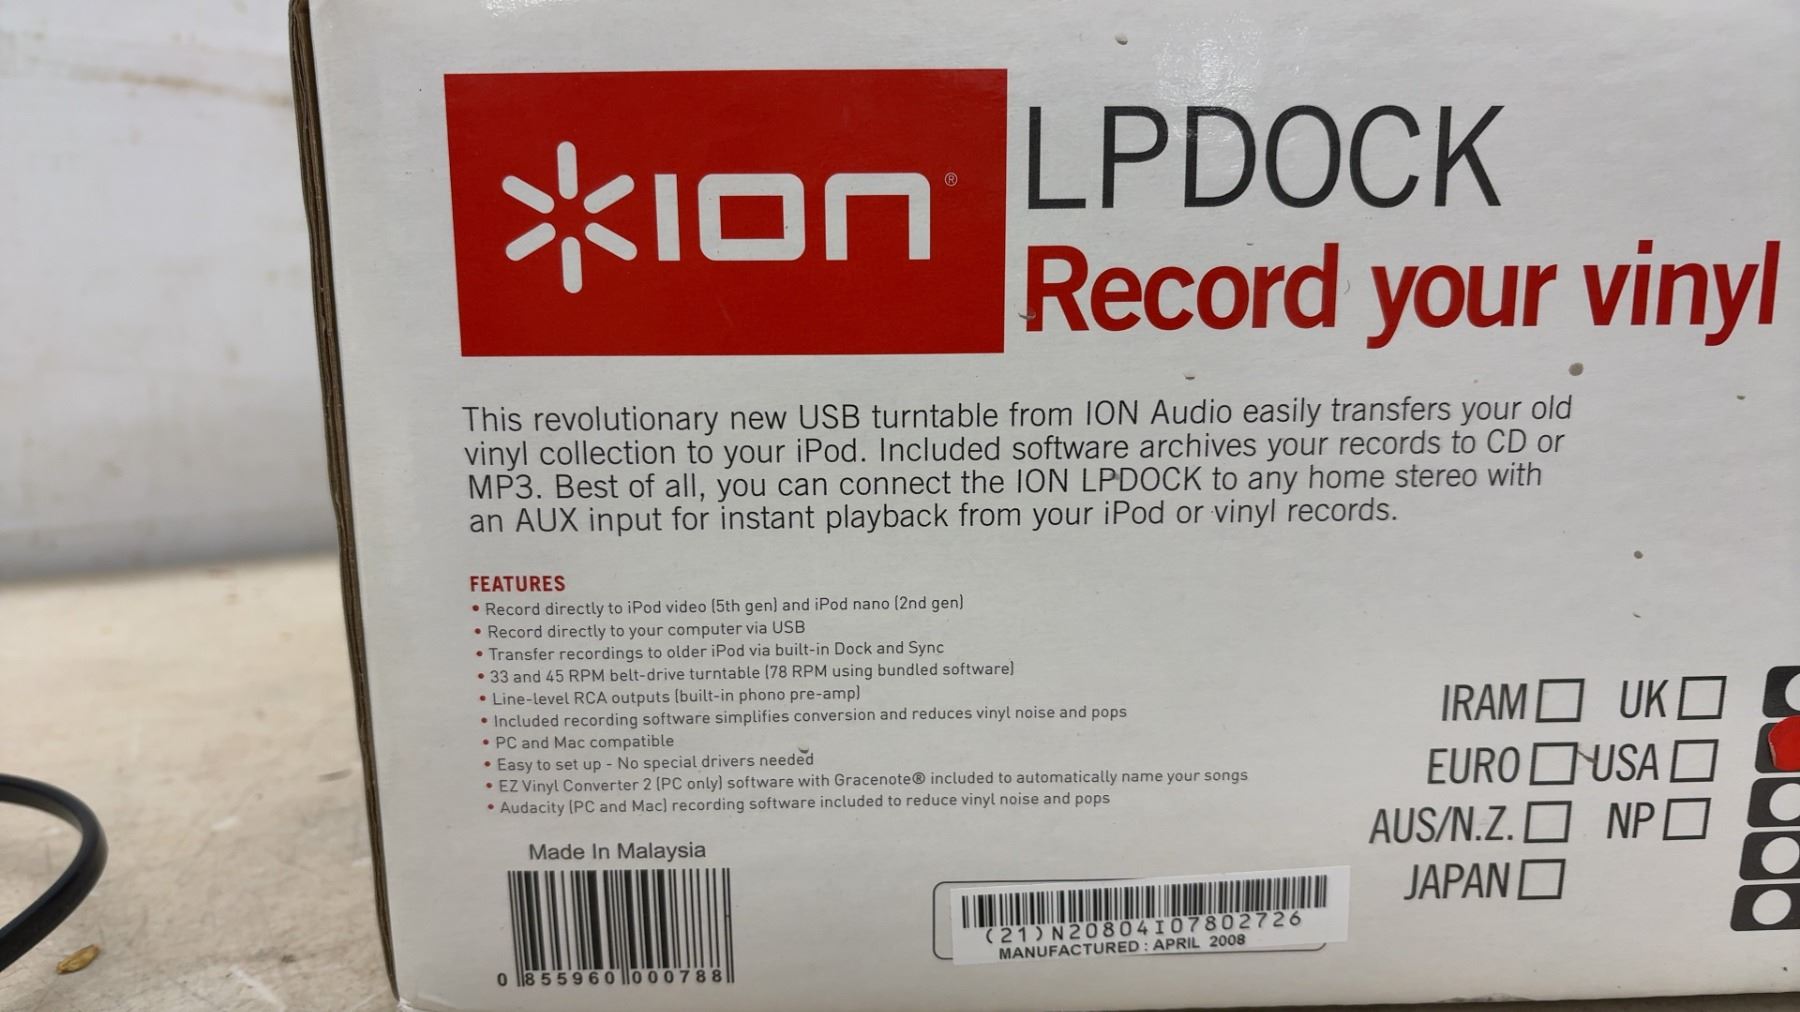 ION®
LPDOCK
Record your vinyl
This revolutionary new USB turntable from ION Audio easily transfers your old
vinyl collection to your iPod. Included software archives your records to CD or
MP3. Best of all, you can connect the ION LPDOCK to any home stereo with
an AUX input for instant playback from your iPod or vinyl records.
FEATURES
• Record directly to iPod video (5th gen) and iPod nano (2nd gen)
• Record directly to your computer via USB
• Transfer recordings to older iPod via built-in Dock and Sync
• 33 and 45 RPM belt-drive turntable (78 RPM using bundled software)
• Line-level RCA outputs (built-in phono pre-amp)
• Included recording software simplifies conversion and reduces vinyl noise and pops
• PC and Mac compatible
• Easy to set up - No special drivers needed
• EZ Vinyl Converter 2 (PC only) software with Gracenote® included to automatically name your songs
• Audacity (PC and Mac) recording software included to reduce vinyl noise and pops
IRAM UK
EURO USA
AUS/N.Z. NP
JAPAN
Made In Malaysia
0 855960 000788
(21)N20804I07802726
MANUFACTURED : APRIL 2008